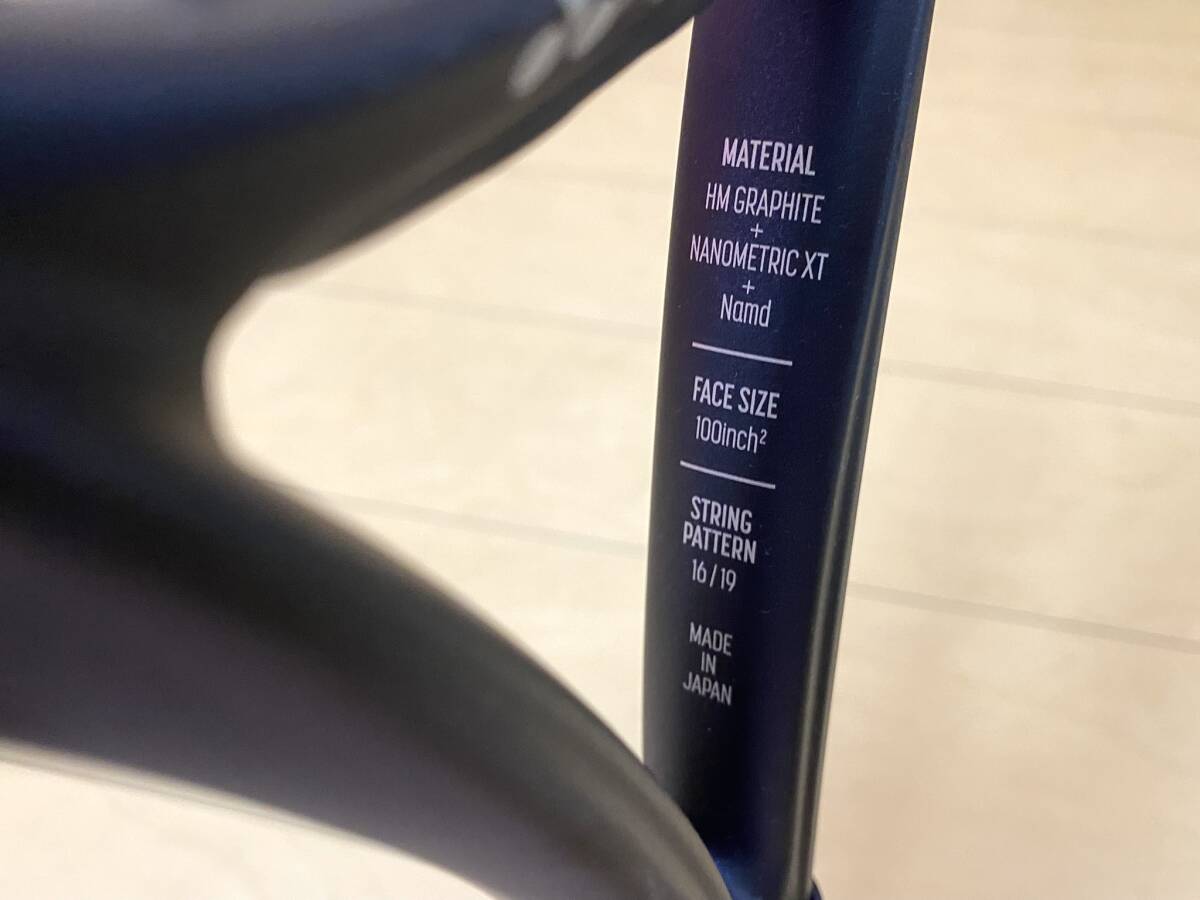 MATERIAL
HM GRAPHITE
+
NANOMETRIC XT
+
Namd
FACE SIZE
100inch²
STRING
PATTERN
16/19
MADE
IN
JAPAN